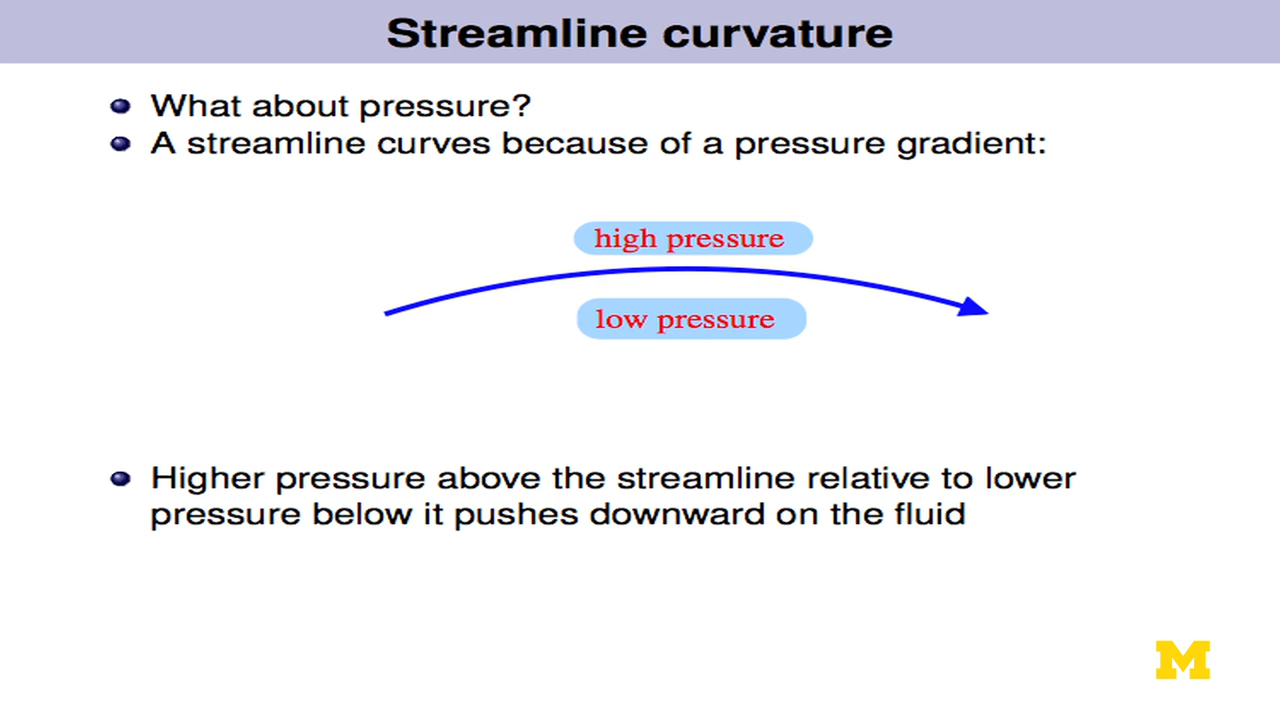 Streamline curvature
What about pressure?
A streamline curves because of a pressure gradient:
high pressure
low pressure
Higher pressure above the streamline relative to lower
pressure below it pushes downward on the fluid
M